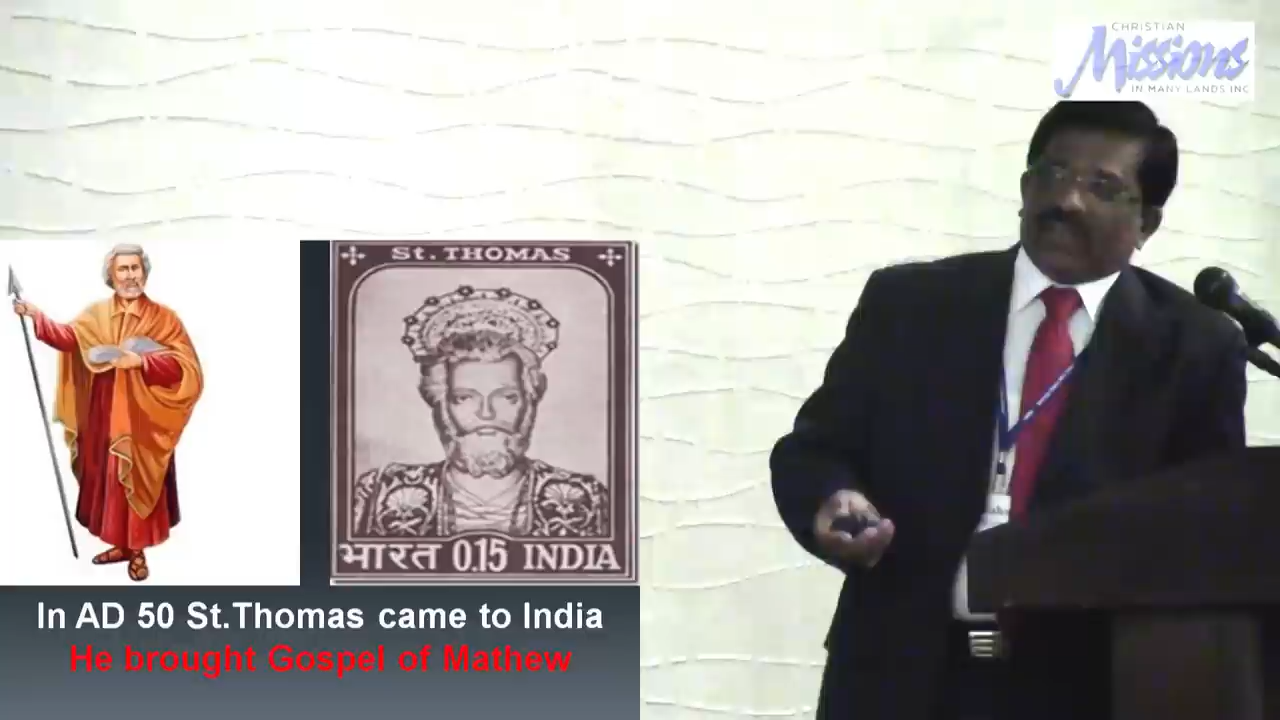 CHRISTIAN
Missions
IN MANY LANDS INC
St. THOMAS
भारत 0.15 INDIA
In AD 50 St.Thomas came to India
He brought Gospel of Mathew